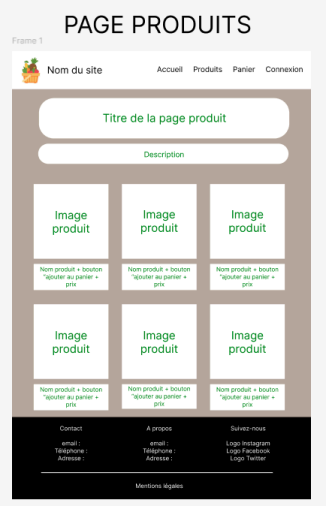 PAGE PRODUITS
Frame 1
Nom du site
Accueil Produits Panier Connexion
Titre de la page produit
Description
Image
produit
Image
produit
Image
produit
Nom produit + bouton
"ajouter au panier +
prix
Nom produit + bouton
"ajouter au panier +
prix
Nom produit + bouton
"ajouter au panier +
prix
Image
produit
Image
produit
Image
produit
Nom produit + bouton
"ajouter au panier +
prix
Nom produit + bouton
"ajouter au panier +
prix
Nom produit + bouton
"ajouter au panier +
prix
Contact
email :
Téléphone :
Adresse :
A propos
email :
Téléphone :
Adresse :
Suivez-nous
Logo Instagram
Logo Facebook
Logo Twitter
Mentions légales